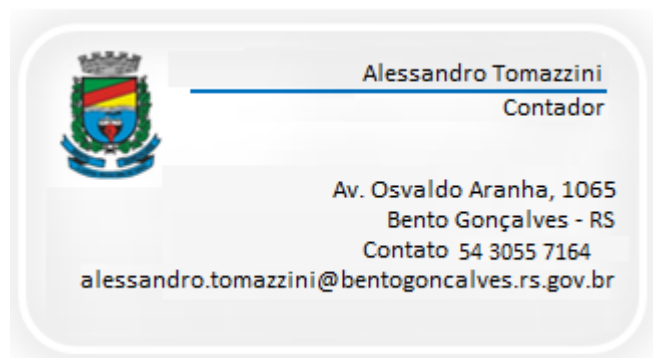 Alessandro Tomazzini
Contador
Av. Osvaldo Aranha, 1065
Bento Gonçalves - RS
Contato 54 3055 7164
alessandro.tomazzini@bentogoncalves.rs.gov.br